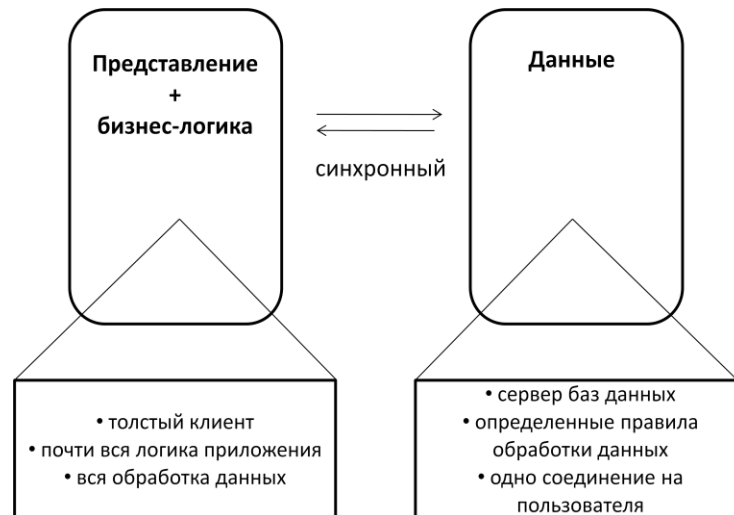 Представление
+
бизнес-логика
синхронный
Данные
• толстый клиент
• почти вся логика приложения
• вся обработка данных
• сервер баз данных
• определенные правила
обработки данных
• одно соединение на
пользователя